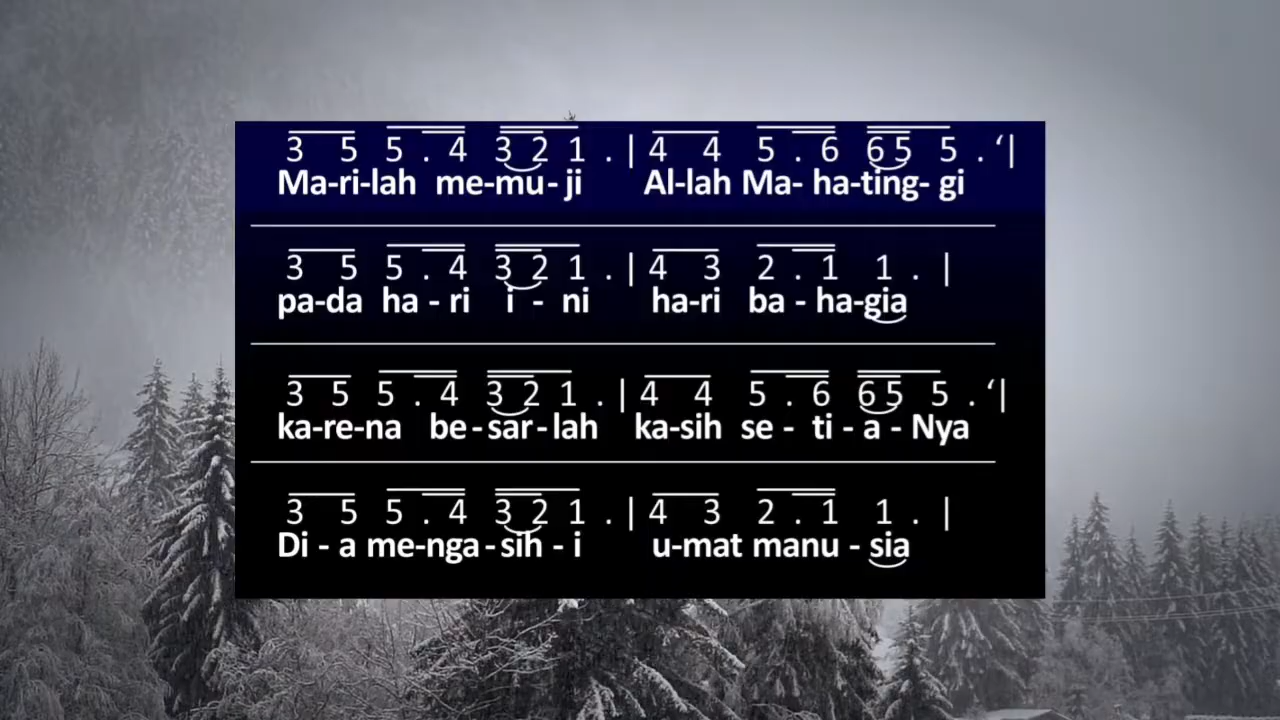 3 5 5 . 4 3 2 1 . | 4 4 5 . 6 6 5 5 . ‘|
Ma-ri-lah me-mu-ji Al-lah Ma- ha-ting- gi
3 5 5 . 4 3 2 1 . | 4 3 2 . 1 1 . |
pa-da ha - ri i - ni ha-ri ba - ha-gia
3 5 5 . 4 3 2 1 . | 4 4 5 . 6 6 5 5 . ‘|
ka-re-na be-sar-lah ka-sih se - ti - a - Nya
3 5 5 . 4 3 2 1 . | 4 3 2 . 1 1 . |
Di - a me-nga-sih - i u-mat manu - sia